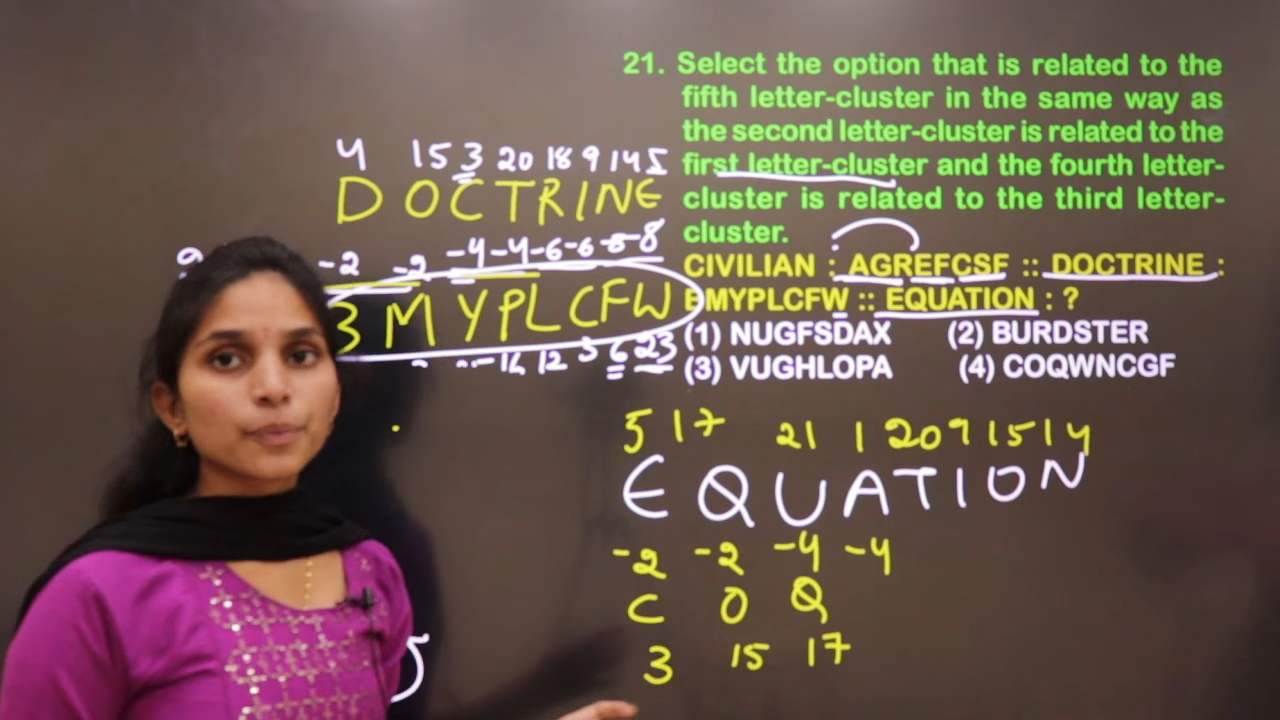 21. Select the option that is related to the
fifth letter-cluster in the same way as
the second letter-cluster is related to the
first letter-cluster and the fourth letter-
cluster is related to the third letter-
cluster.
CIVILIAN : AGREFCSF :: DOCTRINE :
BMYPLCFW :: EQUATION : ?
(1) NUGFSDAX (2) BURDSTER
(3) VUGHLOPA (4) COQWNCGF
4 15 3 20 18 9 14 5
D O C T R I N E
-2 -2 -4 -4 -6 -6 -8 -8
B M Y P L C F W
16 12 3 6 23
5 17 21 1 20 9 15 14
E Q U A T I O N
-2 -2 -4 -4
C O Q
3 15 17